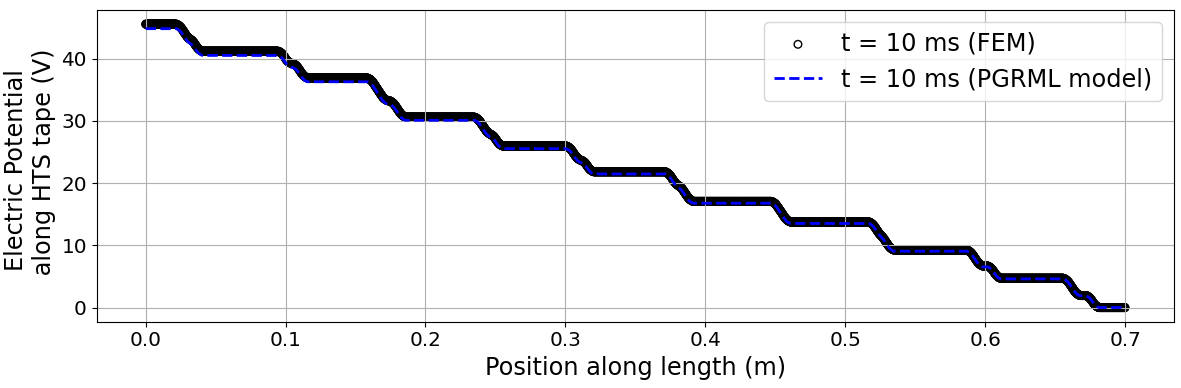 Electric Potential
along HTS tape (V)
40
30
20
10
0
t = 10 ms (FEM)
t = 10 ms (PGRML model)
0.0 0.1 0.2 0.3 0.4 0.5 0.6 0.7
Position along length (m)